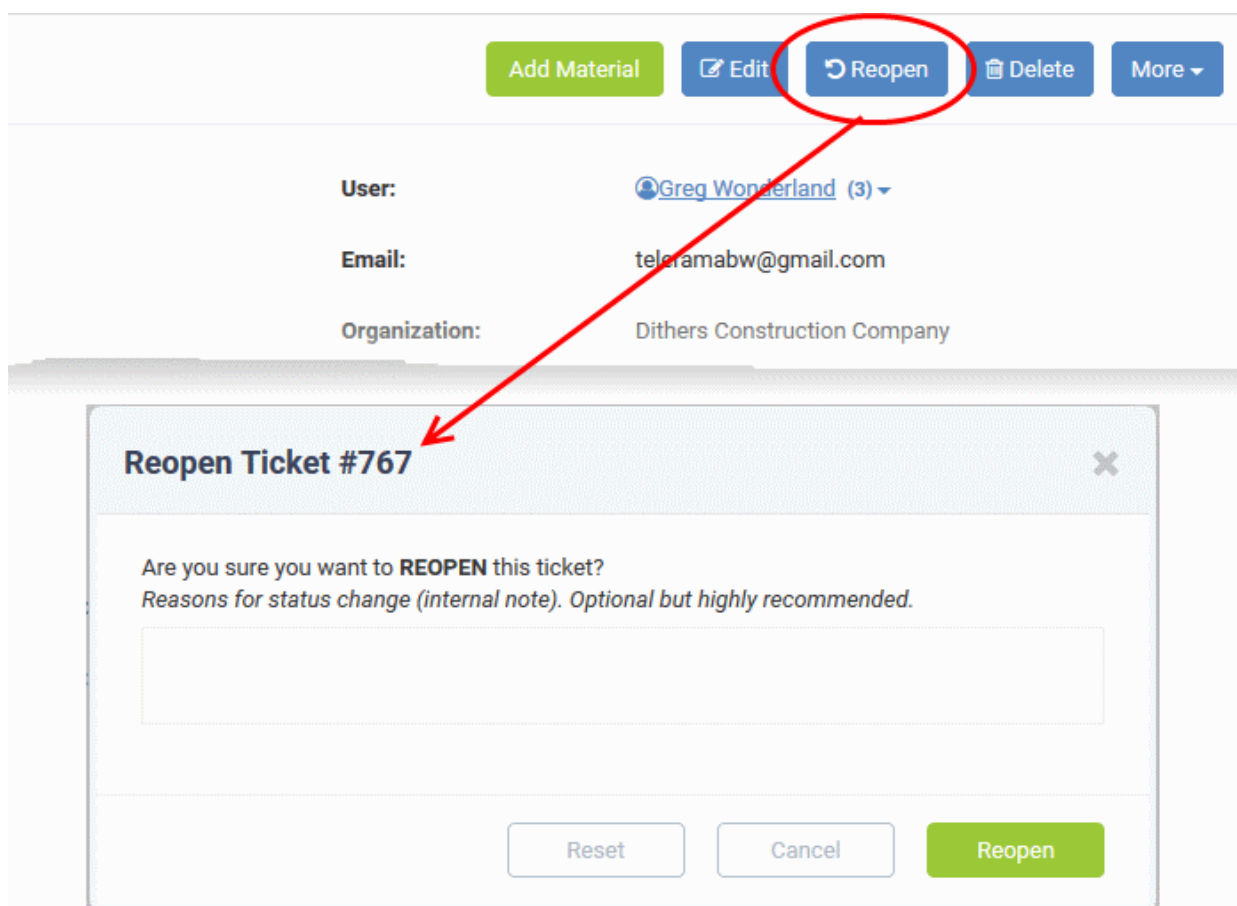 Add Material Edit Reopen Delete More
User: Greg Wonderland (3)
Email: teleramabw@gmail.com
Organization: Dithers Construction Company
Reopen Ticket #767
Are you sure you want to REOPEN this ticket?
Reasons for status change (internal note). Optional but highly recommended.
Reset Cancel Reopen